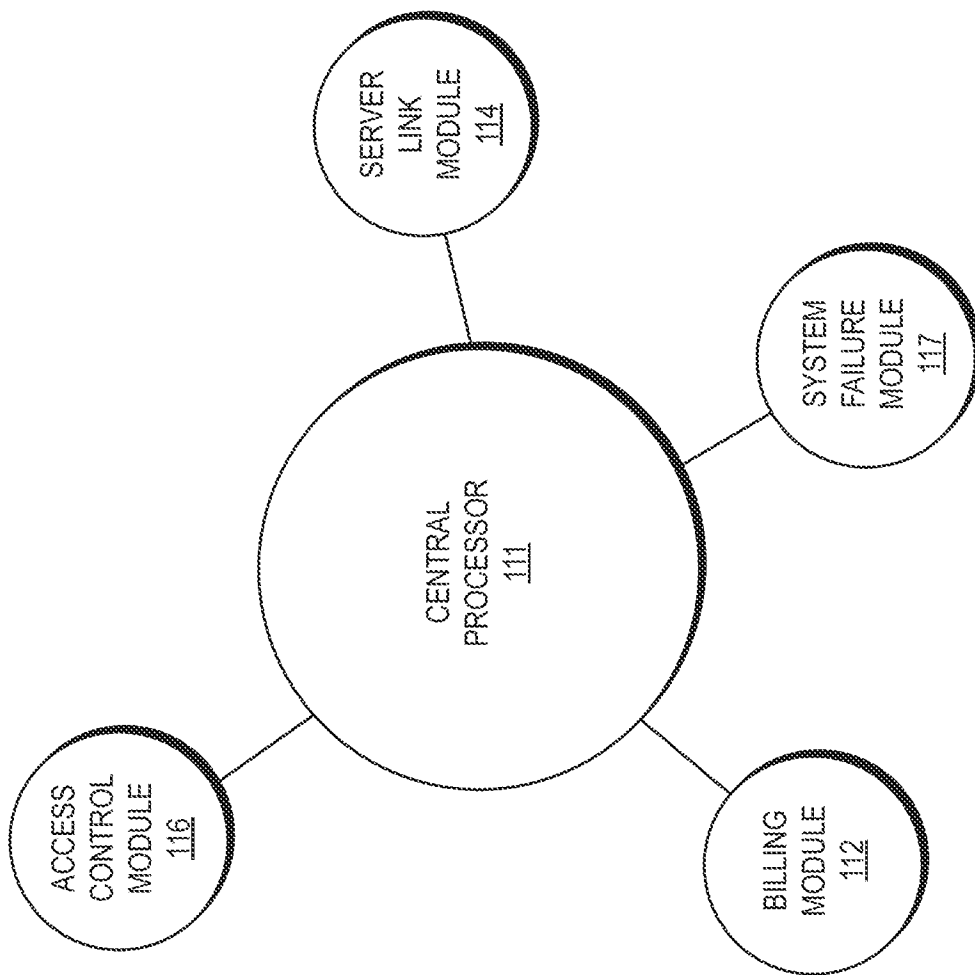 ACCESS
CONTROL
MODULE
116
SERVER
LINK
MODULE
114
CENTRAL
PROCESSOR
111
BILLING
MODULE
112
SYSTEM
FAILURE
MODULE
117